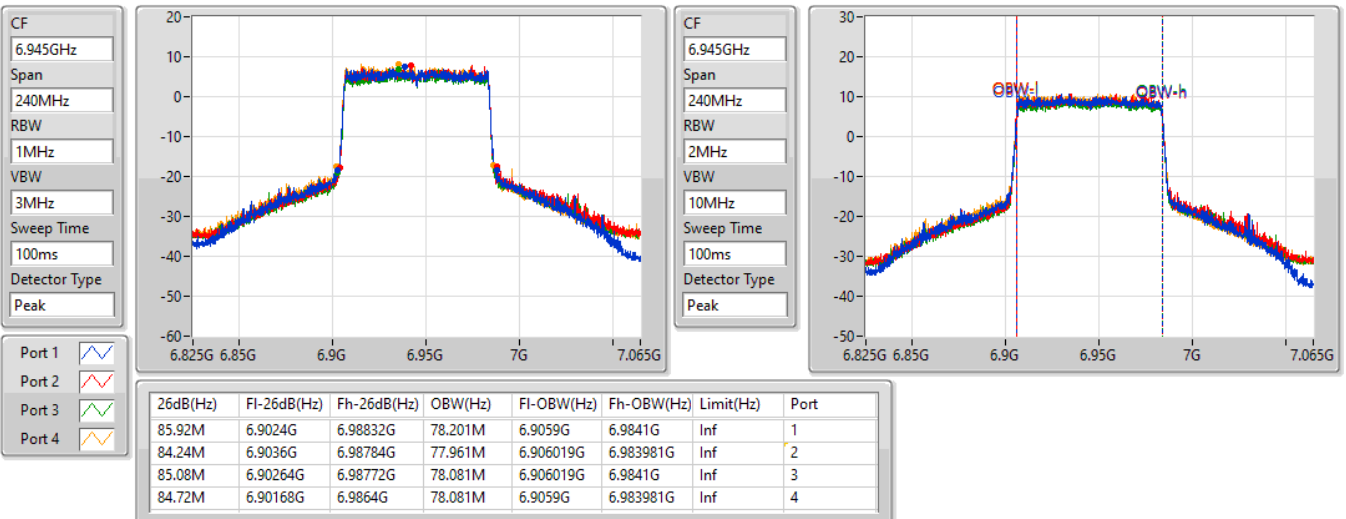 CF
6.945GHz
Span
240MHz
RBW
1MHz
VBW
3MHz
Sweep Time
100ms
Detector Type
Peak
20
10
0
-10
-20
-30
-40
-50
-60
6.825G 6.85G 6.9G 6.95G 7G 7.065G
CF
6.945GHz
Span
240MHz
RBW
2MHz
VBW
10MHz
Sweep Time
100ms
Detector Type
Peak
30
20
10
0
-10
-20
-30
-40
-50
OBW-l OBW-h
6.825G 6.85G 6.9G 6.95G 7G 7.065G
Port 1
Port 2
Port 3
Port 4
26dB(Hz) Fl-26dB(Hz) Fh-26dB(Hz) OBW(Hz) Fl-OBW(Hz) Fh-OBW(Hz) Limit(Hz) Port
85.92M 6.9024G 6.98832G 78.201M 6.9059G 6.9841G Inf 1
84.24M 6.9036G 6.98784G 77.961M 6.906019G 6.983981G Inf 2
85.08M 6.90264G 6.98772G 78.081M 6.906019G 6.9841G Inf 3
84.72M 6.90168G 6.9864G 78.081M 6.9059G 6.983981G Inf 4